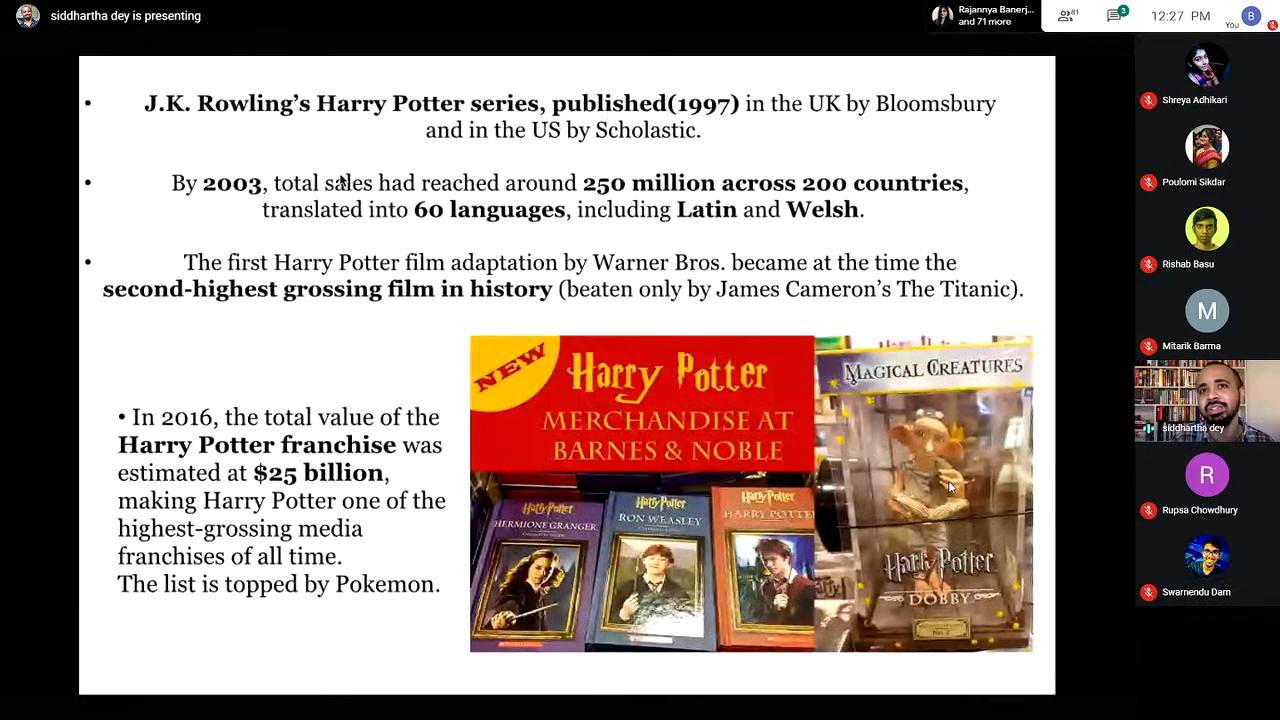 siddhartha dey is presenting
Rajannya Banerj...
and 71 more
81
3
12:27 PM
You
B
• J.K. Rowling’s Harry Potter series, published(1997) in the UK by Bloomsbury
and in the US by Scholastic.
• By 2003, total sales had reached around 250 million across 200 countries,
translated into 60 languages, including Latin and Welsh.
• The first Harry Potter film adaptation by Warner Bros. became at the time the
second-highest grossing film in history (beaten only by James Cameron’s The Titanic).
• In 2016, the total value of the
Harry Potter franchise was
estimated at $25 billion,
making Harry Potter one of the
highest-grossing media
franchises of all time.
The list is topped by Pokemon.
NEW
Harry Potter
MERCHANDISE AT
BARNES & NOBLE
Harry Potter
HERMIONE GRANGER
Harry Potter
RON WEASLEY
Harry Potter
HARRY POTTE
MAGICAL CREATURES
Harry Potter
DOBBY
Shreya Adhikari
Poulomi Sikdar
Rishab Basu
M
Mitarik Barma
siddhartha dey
R
Rupsa Chowdhury
Swarnendu Dam